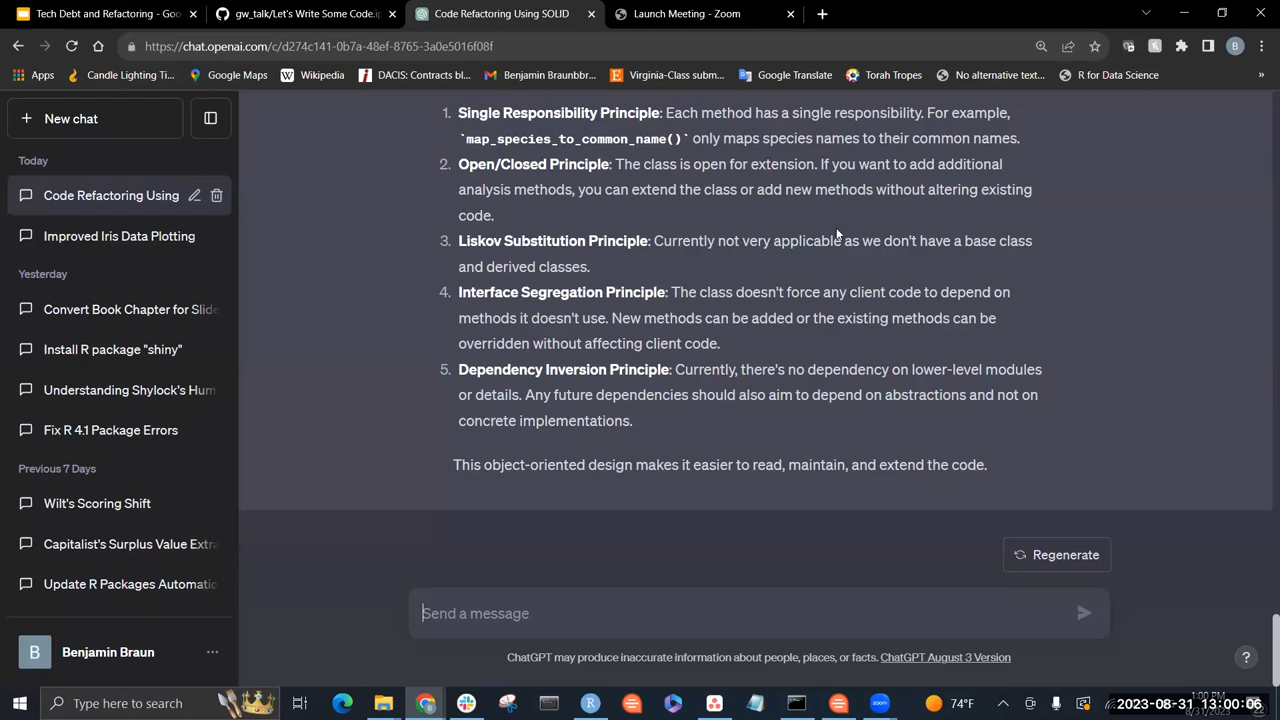 Tech Debt and Refactoring - Goo
gw_talk/Let's Write Some Code.ip
Code Refactoring Using SOLID
Launch Meeting - Zoom
https://chat.openai.com/c/d274c141-0b7a-48ef-8765-3a0e5016f08f
B
Apps
Candle Lighting Ti...
Google Maps
W Wikipedia
DACIS: Contracts bl...
Benjamin Braunbr...
Virginia-Class subm...
Google Translate
Torah Tropes
No alternative text...
R for Data Science
»
New chat
Today
Code Refactoring Using
Improved Iris Data Plotting
Yesterday
Convert Book Chapter for Slide
Install R package "shiny"
Understanding Shylock's Hum
Fix R 4.1 Package Errors
Previous 7 Days
Wilt's Scoring Shift
Capitalist's Surplus Value Extra
Update R Packages Automatic
B Benjamin Braun ...
1. Single Responsibility Principle: Each method has a single responsibility. For example,
`map_species_to_common_name()` only maps species names to their common names.
2. Open/Closed Principle: The class is open for extension. If you want to add additional
analysis methods, you can extend the class or add new methods without altering existing
code.
3. Liskov Substitution Principle: Currently not very applicable as we don't have a base class
and derived classes.
4. Interface Segregation Principle: The class doesn't force any client code to depend on
methods it doesn't use. New methods can be added or the existing methods can be
overridden without affecting client code.
5. Dependency Inversion Principle: Currently, there's no dependency on lower-level modules
or details. Any future dependencies should also aim to depend on abstractions and not on
concrete implementations.
This object-oriented design makes it easier to read, maintain, and extend the code.
Regenerate
Send a message
ChatGPT may produce inaccurate information about people, places, or facts. ChatGPT August 3 Version
?
Type here to search
zoom
74°F
1:00 PM
2023-08-31 13:00:06
8/31/2023
22